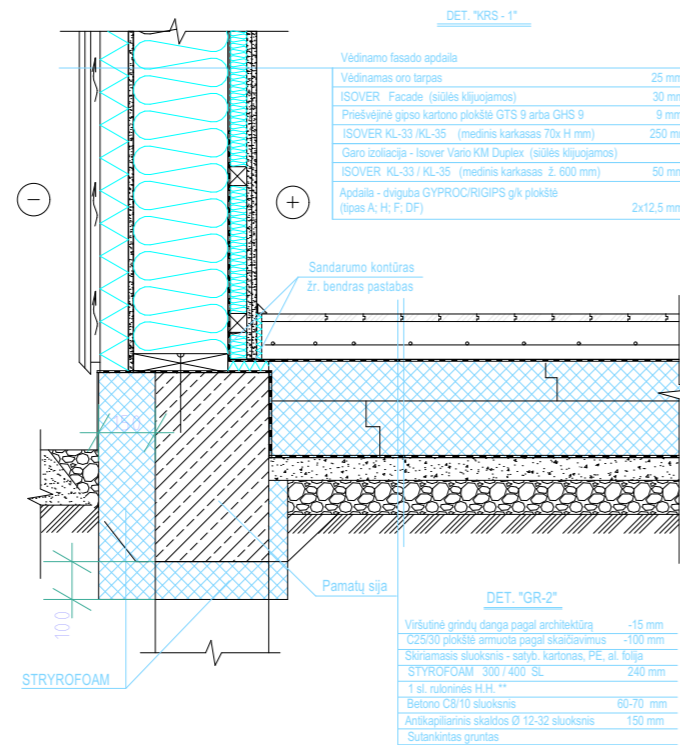 DET. "KRS - 1"
Vėdinamo fasado apdaila
Vėdinamas oro tarpas 25 mm
ISOVER Facade (siūlės klijuojamos) 30 mm
Priešvėjinė gipso kartono plokštė GTS 9 arba GHS 9 9 mm
ISOVER KL-33 /KL-35 (medinis karkasas 70x H mm) 250 mm
Garo izoliacija - Isover Vario KM Duplex (siūlės klijuojamos)
ISOVER KL-33 / KL-35 (medinis karkasas ž. 600 mm) 50 mm
Apdaila - dviguba GYPROC/RIGIPS g/k plokštė
(tipas A; H; F; DF) 2x12,5 mm
Sandarumo kontūras
žr. bendras pastabas
150
100
Pamatų sija
STRYROFOAM
DET. "GR-2"
Viršutinė grindų danga pagal architektūrą -15 mm
C25/30 plokštė armuota pagal skaičiavimus -100 mm
Skiriamasis sluoksnis - satyb. kartonas, PE, al. folija
STYROFOAM 300 / 400 SL 240 mm
1 sl. ruloninės H.H. **
Betono C8/10 sluoksnis 60-70 mm
Antikapiliarinis skaldos Ø 12-32 sluoksnis 150 mm
Sutankintas gruntas